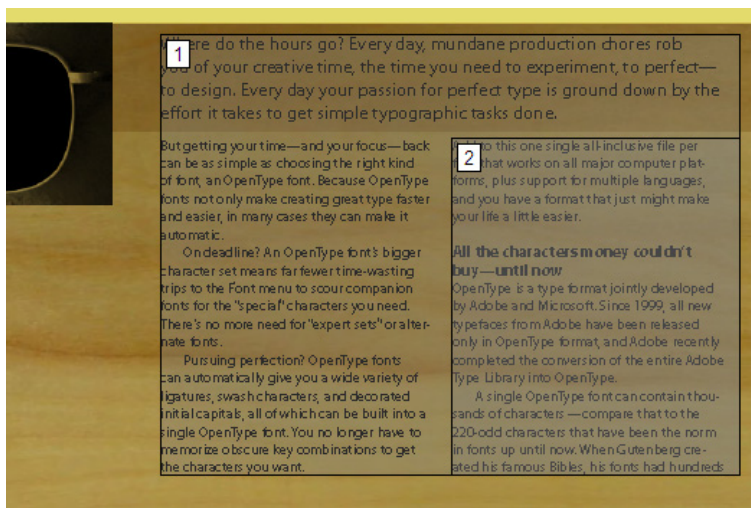 1
Where do the hours go? Every day, mundane production chores rob
you of your creative time, the time you need to experiment, to perfect—
to design. Every day your passion for perfect type is ground down by the
effort it takes to get simple typographic tasks done.
But getting your time—and your focus—back
can be as simple as choosing the right kind
of font, an OpenType font. Because OpenType
fonts not only make creating great type faster
and easier, in many cases they can make it
automatic.
On deadline? An OpenType font's bigger
character set means far fewer time-wasting
trips to the Font menu to scour companion
fonts for the "special" characters you need.
There's no more need for "expert sets" or alter-
nate fonts.
Pursuing perfection? OpenType fonts
can automatically give you a wide variety of
ligatures, swash characters, and decorated
initial capitals, all of which can be built into a
single OpenType font. You no longer have to
memorize obscure key combinations to get
the characters you want.
2
to this one single all-inclusive file per
that works on all major computer plat-
forms, plus support for multiple languages,
and you have a format that just might make
your life a little easier.
All the characters money couldn't
buy—until now
OpenType is a type format jointly developed
by Adobe and Microsoft. Since 1999, all new
typefaces from Adobe have been released
only in OpenType format, and Adobe recently
completed the conversion of the entire Adobe
Type Library into OpenType.
A single OpenType font can contain thou-
sands of characters —compare that to the
220-odd characters that have been the norm
in fonts up until now. When Gutenberg cre-
ated his famous Bibles, his fonts had hundreds